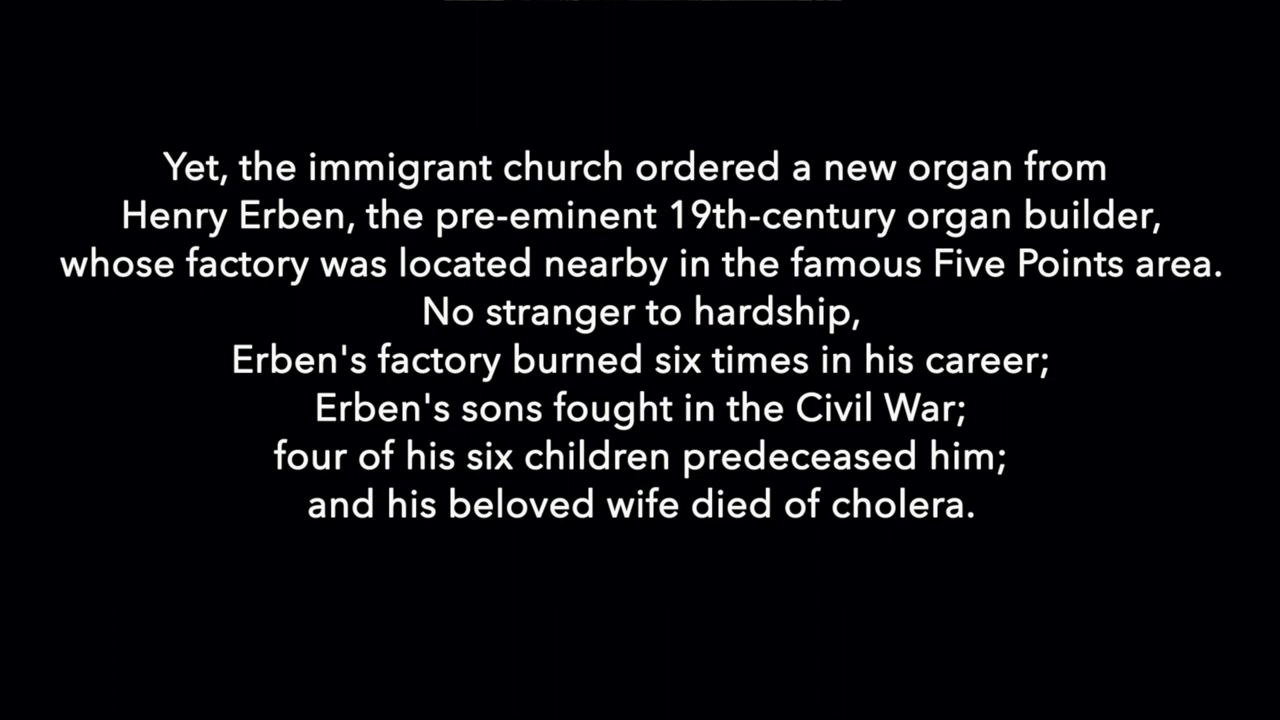 Yet, the immigrant church ordered a new organ from
Henry Erben, the pre-eminent 19th-century organ builder,
whose factory was located nearby in the famous Five Points area.
No stranger to hardship,
Erben's factory burned six times in his career;
Erben's sons fought in the Civil War;
four of his six children predeceased him;
and his beloved wife died of cholera.